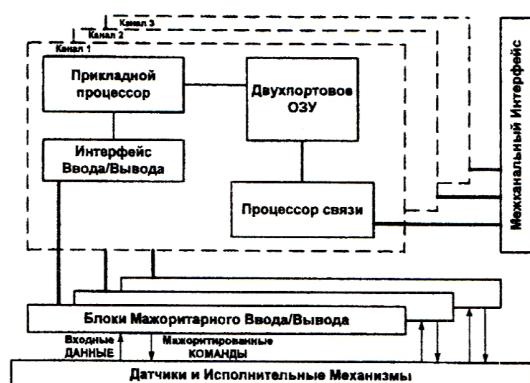 Канал 3
Канал 2
Канал 1
Прикладной
процессор
Двухпортовое
ОЗУ
Интерфейс
Ввода/Вывода
Процессор связи
Межканальный Интерфейс
Блоки Мажоритарного Ввода/Вывода
Входные
ДАННЫЕ
Мажоритированные
КОМАНДЫ
Датчики и Исполнительные Механизмы